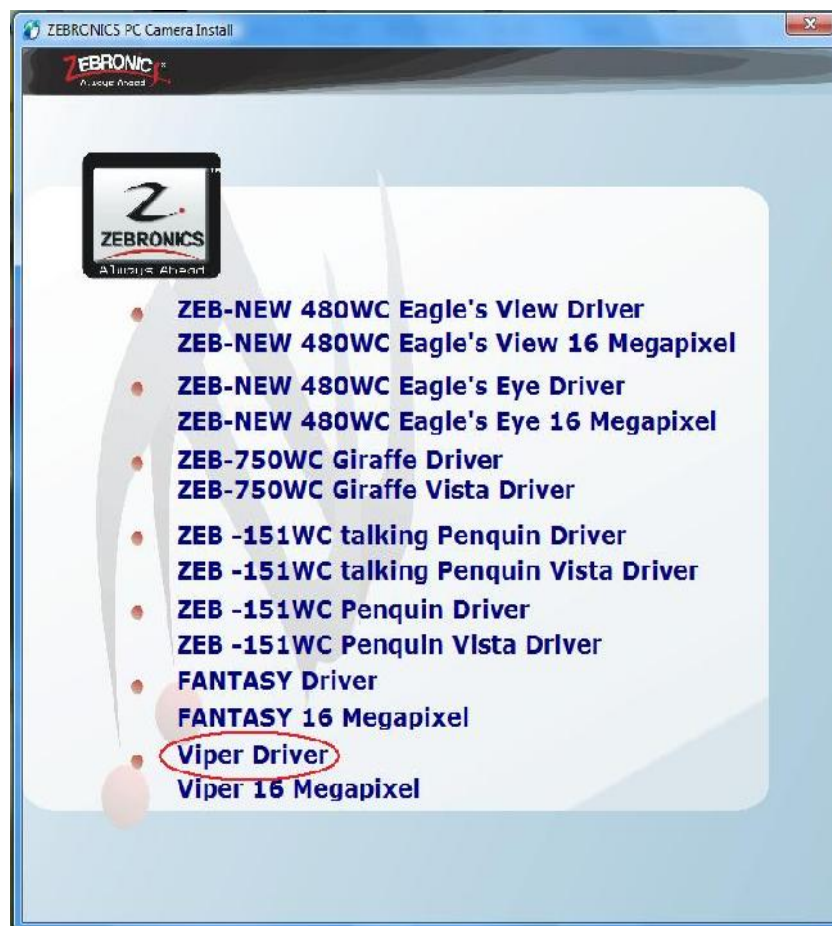 ZEBRONICS PC Camera Install
ZEBRONICS
Always Ahead
ZEBRONICS
Always Ahead
ZEB-NEW 480WC Eagle's View Driver
ZEB-NEW 480WC Eagle's View 16 Megapixel
ZEB-NEW 480WC Eagle's Eye Driver
ZEB-NEW 480WC Eagle's Eye 16 Megapixel
ZEB-750WC Giraffe Driver
ZEB-750WC Giraffe Vista Driver
ZEB -151WC talking Penquin Driver
ZEB -151WC talking Penquin Vista Driver
ZEB -151WC Penquin Driver
ZEB -151WC Penquin Vista Driver
FANTASY Driver
FANTASY 16 Megapixel
Viper Driver
Viper 16 Megapixel